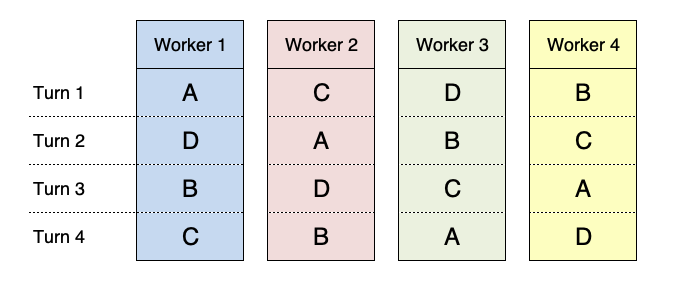 Worker 1 Worker 2 Worker 3 Worker 4
Turn 1 A C D B
Turn 2 D A B C
Turn 3 B D C A
Turn 4 C B A D